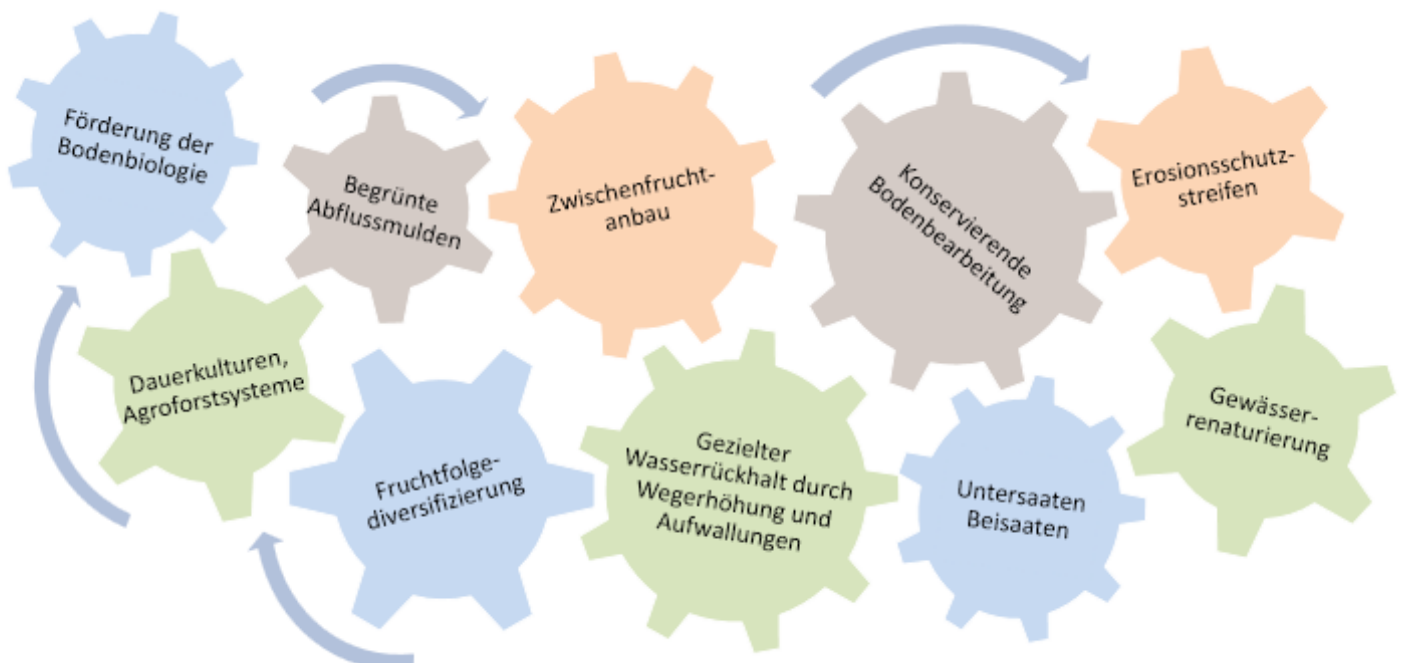 Förderung der
Bodenbiologie
Begrünte
Abflussmulden
Zwischenfrucht-
anbau
Konservierende
Bodenbearbeitung
Erosionsschutz-
streifen
Dauerkulturen,
Agroforstsysteme
Fruchtfolge-
diversifizierung
Gezielter
Wasserrückhalt durch
Wegerhöhung und
Aufwallungen
Untersaaten
Beisaaten
Gewässer-
renaturierung